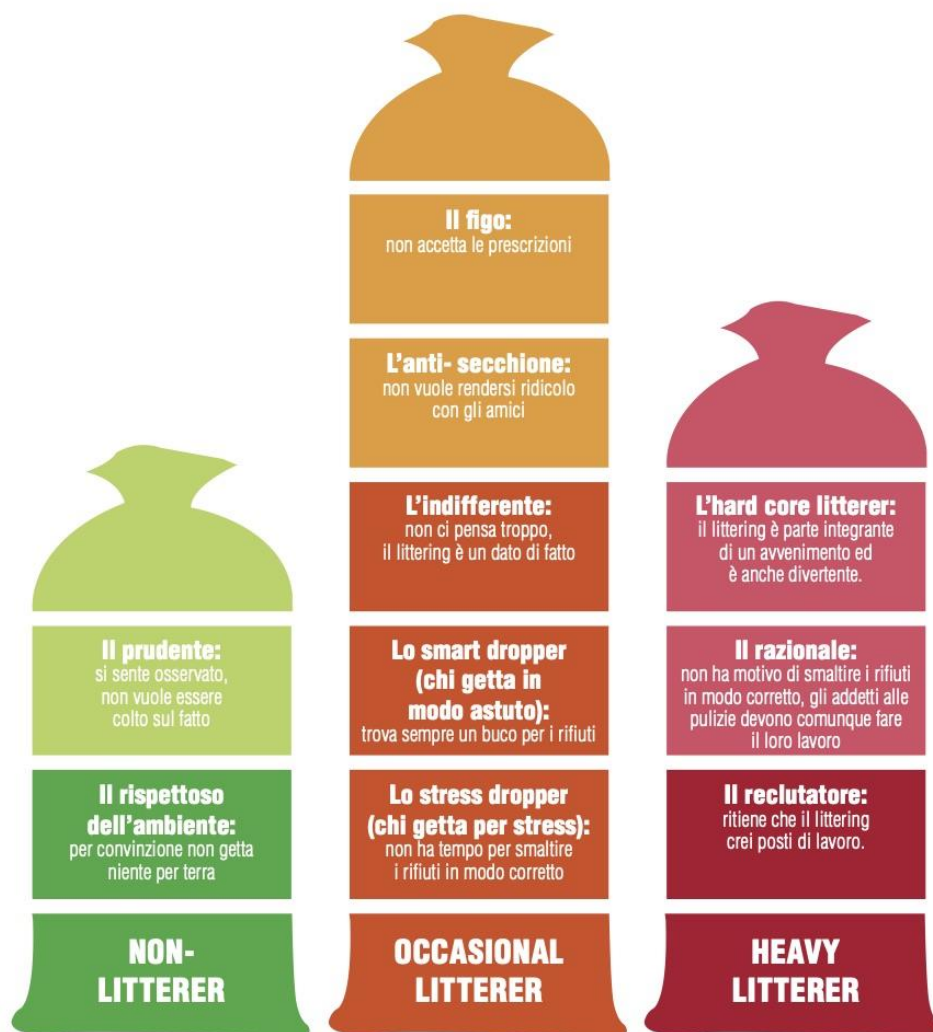 Il prudente:
si sente osservato,
non vuole essere
colto sul fatto
Il rispettoso
dell'ambiente:
per convinzione non getta
niente per terra
NON-
LITTERER
Il figo:
non accetta le prescrizioni
L'anti- secchione:
non vuole rendersi ridicolo
con gli amici
L'indifferente:
non ci pensa troppo,
il littering è un dato di fatto
Lo smart dropper
(chi getta in
modo astuto):
trova sempre un buco per i rifiuti
Lo stress dropper
(chi getta per stress):
non ha tempo per smaltire
i rifiuti in modo corretto
OCCASIONAL
LITTERER
L'hard core litterer:
il littering è parte integrante
di un avvenimento ed
è anche divertente.
Il razionale:
non ha motivo di smaltire i rifiuti
in modo corretto, gli addetti alle
pulizie devono comunque fare
il loro lavoro
Il reclutatore:
ritiene che il littering
crei posti di lavoro.
HEAVY
LITTERER